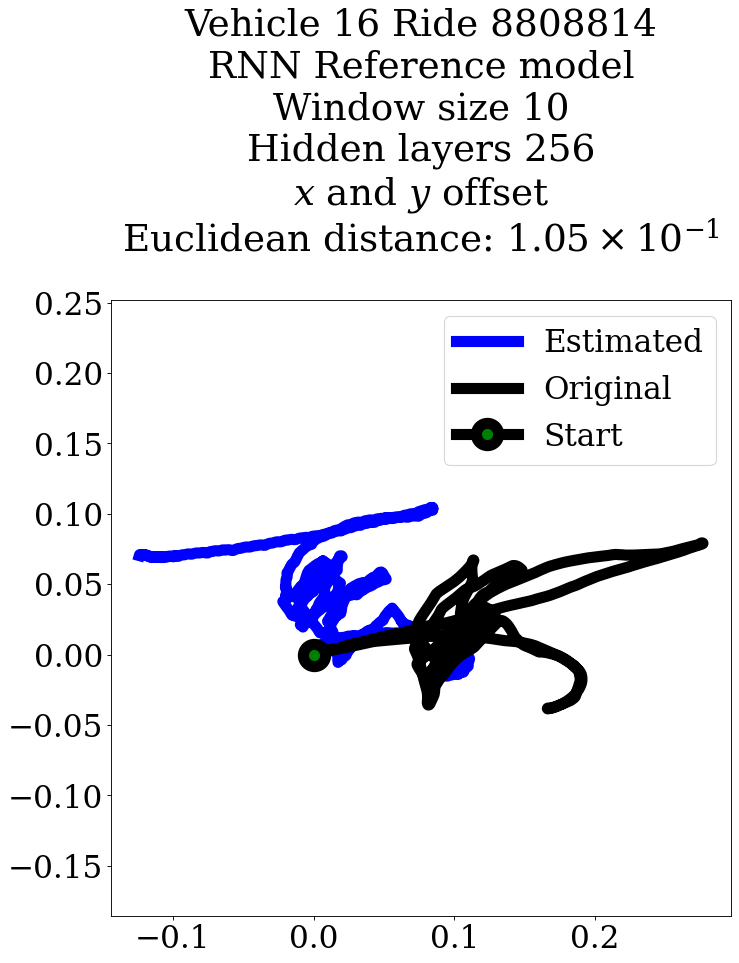 Vehicle 16 Ride 8808814
RNN Reference model
Window size 10
Hidden layers 256
x and y offset
Euclidean distance: 1.05 × 10⁻¹
0.25
0.20
0.15
0.10
0.05
0.00
−0.05
−0.10
−0.15
Estimated
Original
Start
−0.1 0.0 0.1 0.2